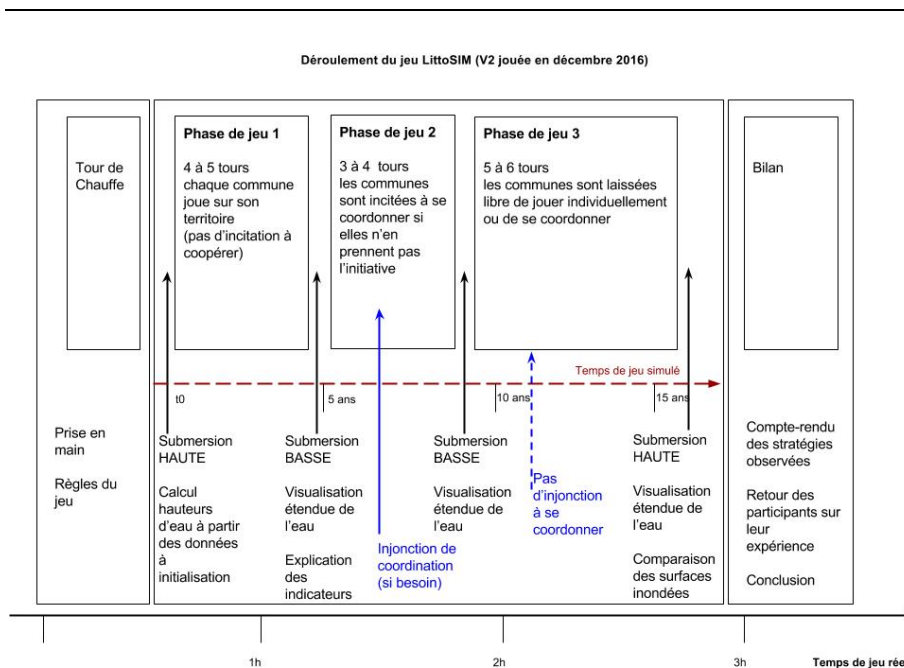 Déroulement du jeu LittoSIM (V2 jouée en décembre 2016)
Tour de
Chauffe
Phase de jeu 1
4 à 5 tours
chaque commune
joue sur son
territoire
(pas d'incitation à
coopérer)
Phase de jeu 2
3 à 4 tours
les communes
sont incitées à se
coordonner si
elles n'en
prennent pas
l'initiative
Phase de jeu 3
5 à 6 tours
les communes sont laissées
libre de jouer individuellement
ou de se coordonner
Bilan
Temps de jeu simulé
t0
5 ans
10 ans
15 ans
Prise en
main
Règles du
jeu
Submersion
HAUTE
Calcul
hauteurs
d'eau à partir
des données
à
initialisation
Submersion
BASSE
Visualisation
étendue de
l'eau
Explication
des
indicateurs
Injonction de
coordination
(si besoin)
Submersion
BASSE
Visualisation
étendue de
l'eau
Pas
d'injonction
à se
coordonner
Submersion
HAUTE
Visualisation
étendue de
l'eau
Comparaison
des surfaces
inondées
Compte-rendu
des stratégies
observées
Retour des
participants sur
leur
expérience
Conclusion
1h
2h
3h
Temps de jeu rée